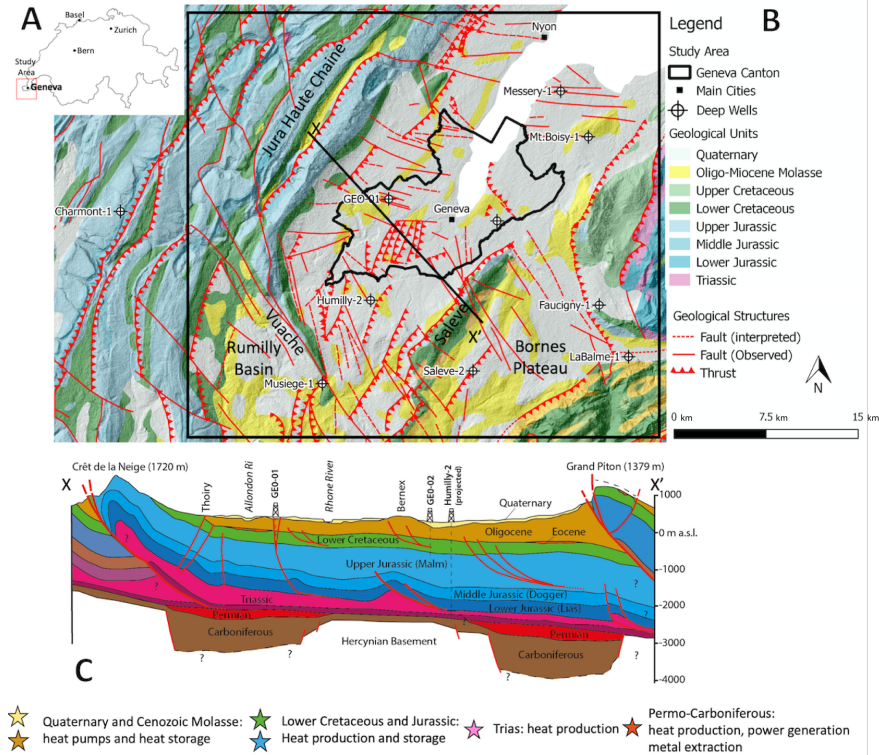 A
Basel
Zurich
Bern
Study
Area
Geneva
B
Nyon
Messery-1
Mt.Boisy-1
Jura Haute Chaine
X
Charmont-1
GEO-01
Geneva
Humilly-2
Vuache
Salève
X'
Faucigny-1
Rumilly
Basin
Bornes
Plateau
LaBalme-1
Musiege-1
Saleve-2
Legend
Study Area
Geneva Canton
Main Cities
Deep Wells
Geological Units
Quaternary
Oligo-Miocene Molasse
Upper Cretaceous
Lower Cretaceous
Upper Jurassic
Middle Jurassic
Lower Jurassic
Triassic
Geological Structures
Fault (interpreted)
Fault (Observed)
Thrust
N
0 km 7.5 km 15 km
Crêt de la Neige (1720 m)
X
Thoiry
Allondon Ri
GEO-01
Rhone River
Bernex
GEO-02
Humilly-2
(projected)
Quaternary
Grand Piton (1379 m)
X'
1000
0 m a.s.l.
-1000
-2000
-3000
-4000
Oligocene
Eocene
Lower Cretaceous
Upper Jurassic (Malm)
Middle Jurassic (Dogger)
Lower Jurassic (Lias)
Triassic
Permian
Carboniferous
Hercynian Basement
Permian
Carboniferous
?
?
?
?
?
?
?
?
?
C
Quaternary and Cenozoic Molasse:
heat pumps and heat storage
Lower Cretaceous and Jurassic:
Heat production and storage
Trias: heat production
Permo-Carboniferous:
heat production, power generation
metal extraction